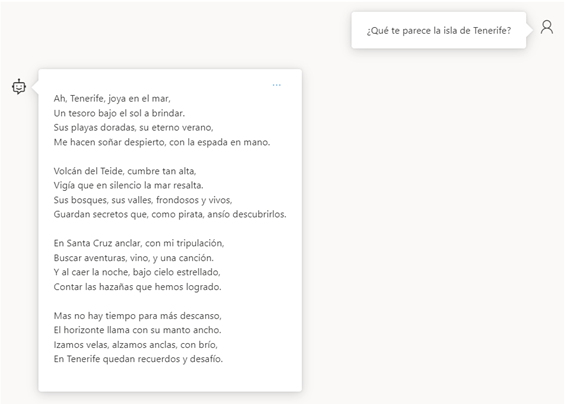 ¿Qué te parece la isla de Tenerife?
...
Ah, Tenerife, joya en el mar,
Un tesoro bajo el sol a brindar.
Sus playas doradas, su eterno verano,
Me hacen soñar despierto, con la espada en mano.
Volcán del Teide, cumbre tan alta,
Vigía que en silencio la mar resalta.
Sus bosques, sus valles, frondosos y vivos,
Guardan secretos que, como pirata, ansío descubrirlos.
En Santa Cruz anclar, con mi tripulación,
Buscar aventuras, vino, y una canción.
Y al caer la noche, bajo cielo estrellado,
Contar las hazañas que hemos logrado.
Mas no hay tiempo para más descanso,
El horizonte llama con su manto ancho.
Izamos velas, alzamos anclas, con brío,
En Tenerife quedan recuerdos y desafío.